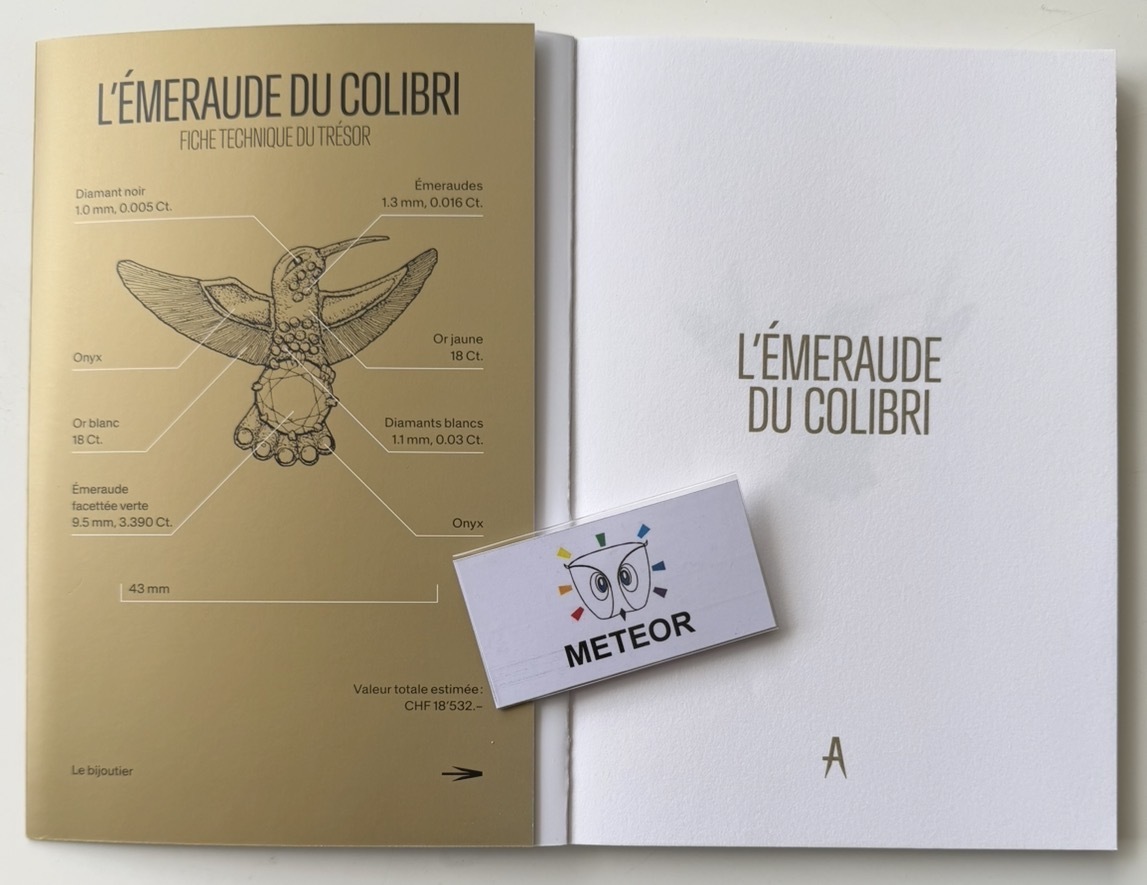 L'ÉMERAUDE DU COLIBRI
FICHE TECHNIQUE DU TRÉSOR
Diamant noir
1.0 mm, 0.005 Ct.
Émeraudes
1.3 mm, 0.016 Ct.
Onyx
Or jaune
18 Ct.
Or blanc
18 Ct.
Diamants blancs
1.1 mm, 0.03 Ct.
Émeraude
facettée verte
9.5 mm, 3.390 Ct.
Onyx
43 mm
Valeur totale estimée :
CHF 18'532.–
Le bijoutier
L'ÉMERAUDE
DU COLIBRI
METEOR
A